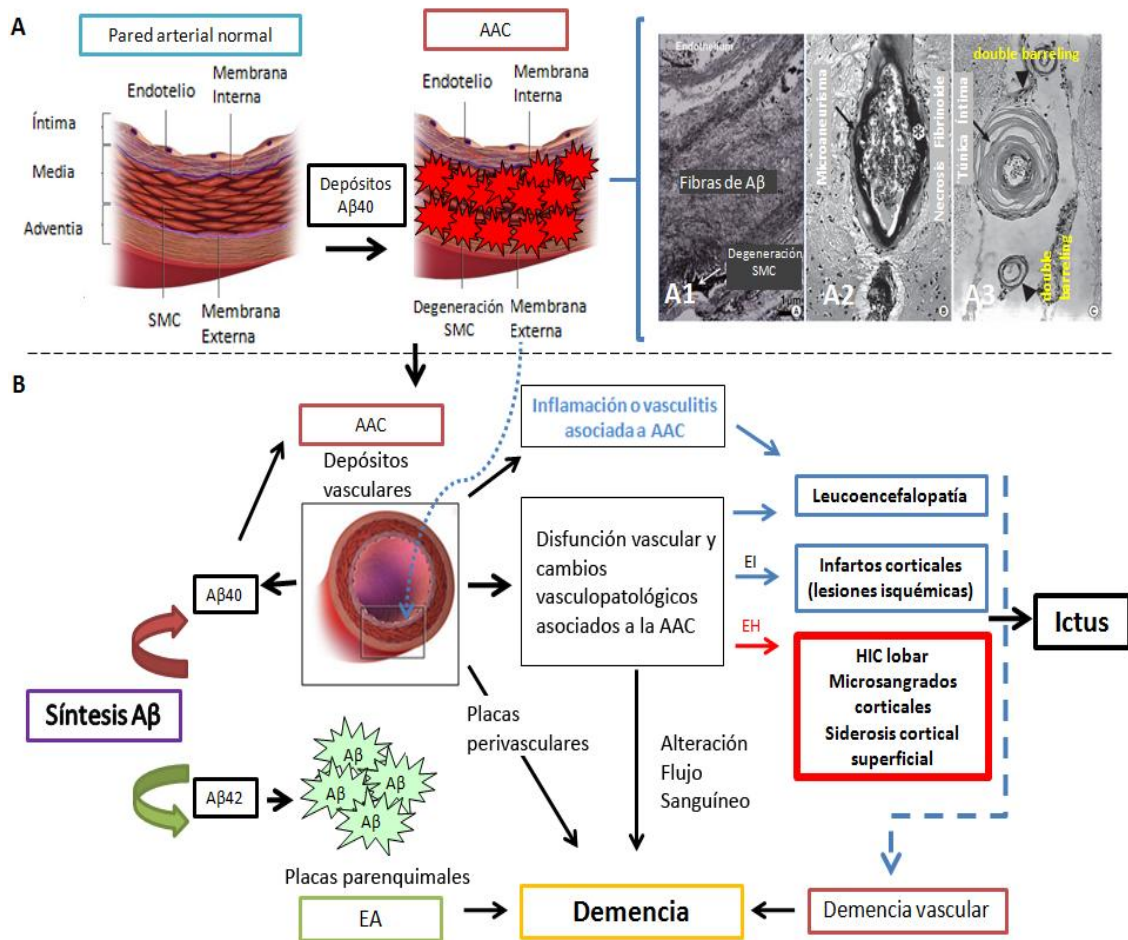 A
Pared arterial normal
Endotelio
Membrana
Interna
Íntima
Media
Adventia
SMC
Membrana
Externa
Depósitos
Aβ40
AAC
Endotelio
Membrana
Interna
Degeneración
SMC
Membrana
Externa
Endothelium
Fibras de Aβ
Degeneración
SMC
A1
1μm
A
Microaneurisma
Necrosis Fibrinoide
A2
B
double barreling
Túnka Íntima
double
barreling
A3
C
B
AAC
Depósitos
vasculares
Inflamación o vasculitis
asociada a AAC
Leucoencefalopatía
Disfunción vascular y
cambios
vasculopatológicos
asociados a la AAC
EI
Infartos corticales
(lesiones isquémicas)
EH
HIC lobar
Microsangrados
corticales
Siderosis cortical
superficial
Ictus
Aβ40
Síntesis Aβ
Aβ42
Aβ
Aβ
Aβ
Aβ
Placas
perivasculares
Alteración
Flujo
Sanguíneo
Placas parenquimales
EA
Demencia
Demencia vascular